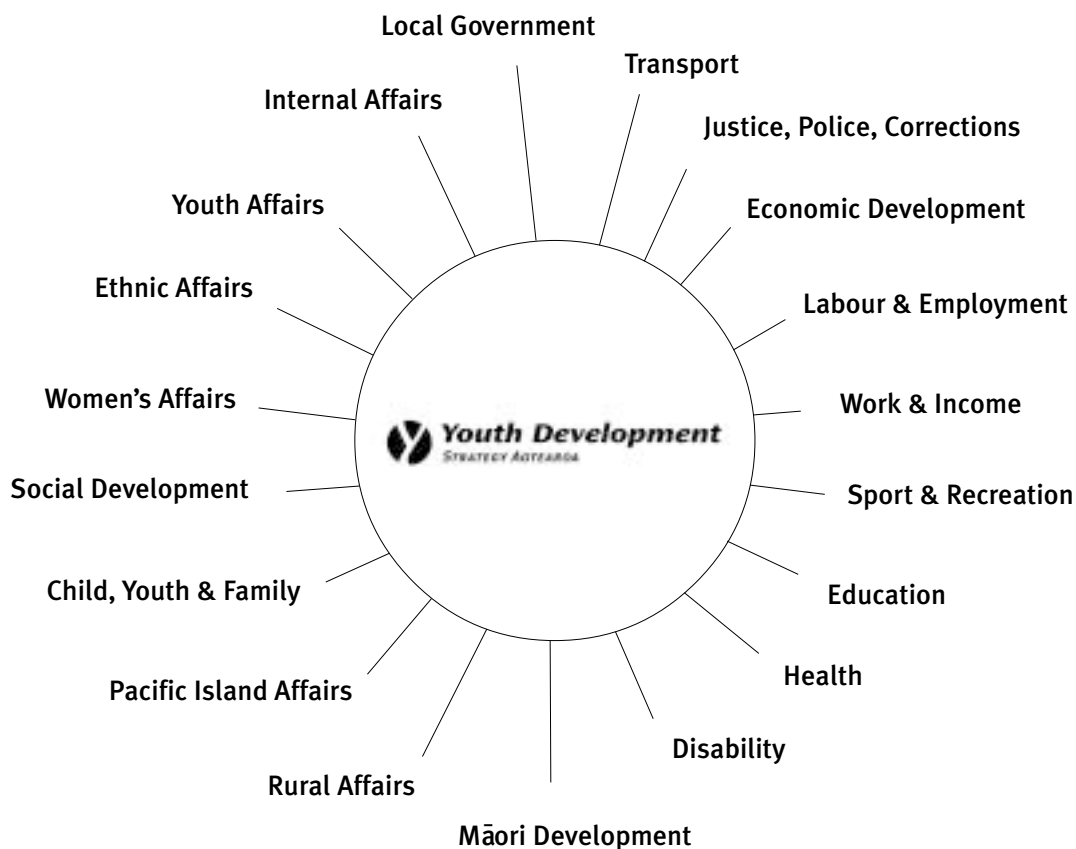 Local Government
Transport
Internal Affairs
Justice, Police, Corrections
Youth Affairs
Economic Development
Ethnic Affairs
Labour & Employment
Women’s Affairs
Work & Income
Youth Development
Strategy Aotearoa
Social Development
Sport & Recreation
Child, Youth & Family
Education
Pacific Island Affairs
Health
Disability
Rural Affairs
Māori Development